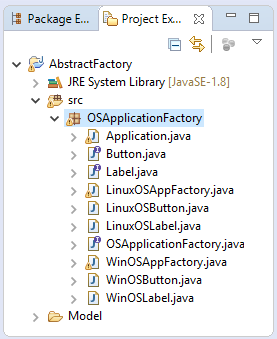 Package E... Project Ex...
AbstractFactory
JRE System Library [JavaSE-1.8]
src
OSApplicationFactory
Application.java
Button.java
Label.java
LinuxOSAppFactory.java
LinuxOSButton.java
LinuxOSLabel.java
OSApplicationFactory.java
WinOSAppFactory.java
WinOSButton.java
WinOSLabel.java
Model